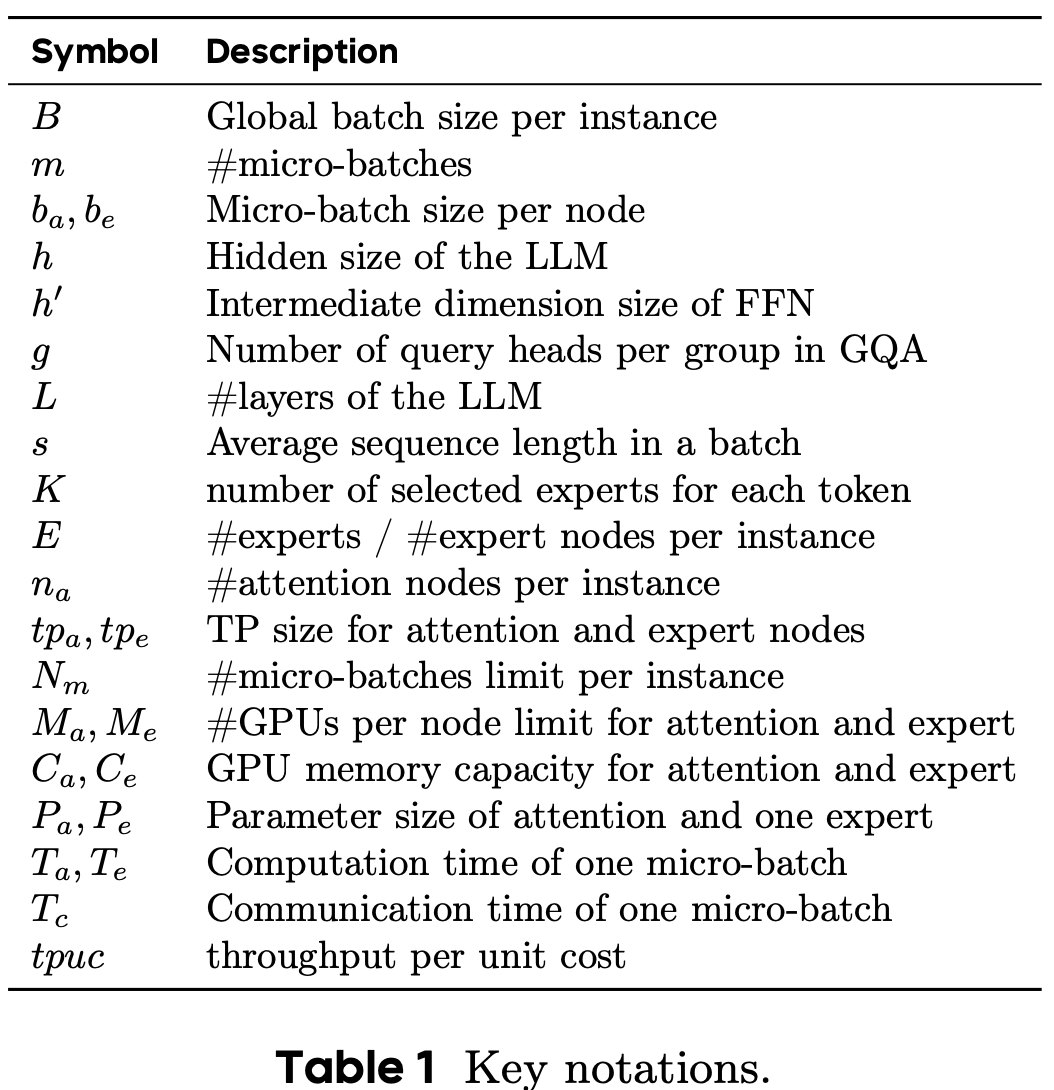 Symbol Description
B Global batch size per instance
m #micro-batches
b_a, b_e Micro-batch size per node
h Hidden size of the LLM
h′ Intermediate dimension size of FFN
g Number of query heads per group in GQA
L #layers of the LLM
s Average sequence length in a batch
K number of selected experts for each token
E #experts / #expert nodes per instance
n_a #attention nodes per instance
tp_a, tp_e TP size for attention and expert nodes
N_m #micro-batches limit per instance
M_a, M_e #GPUs per node limit for attention and expert
C_a, C_e GPU memory capacity for attention and expert
P_a, P_e Parameter size of attention and one expert
T_a, T_e Computation time of one micro-batch
T_c Communication time of one micro-batch
tpuc throughput per unit cost
Table 1 Key notations.